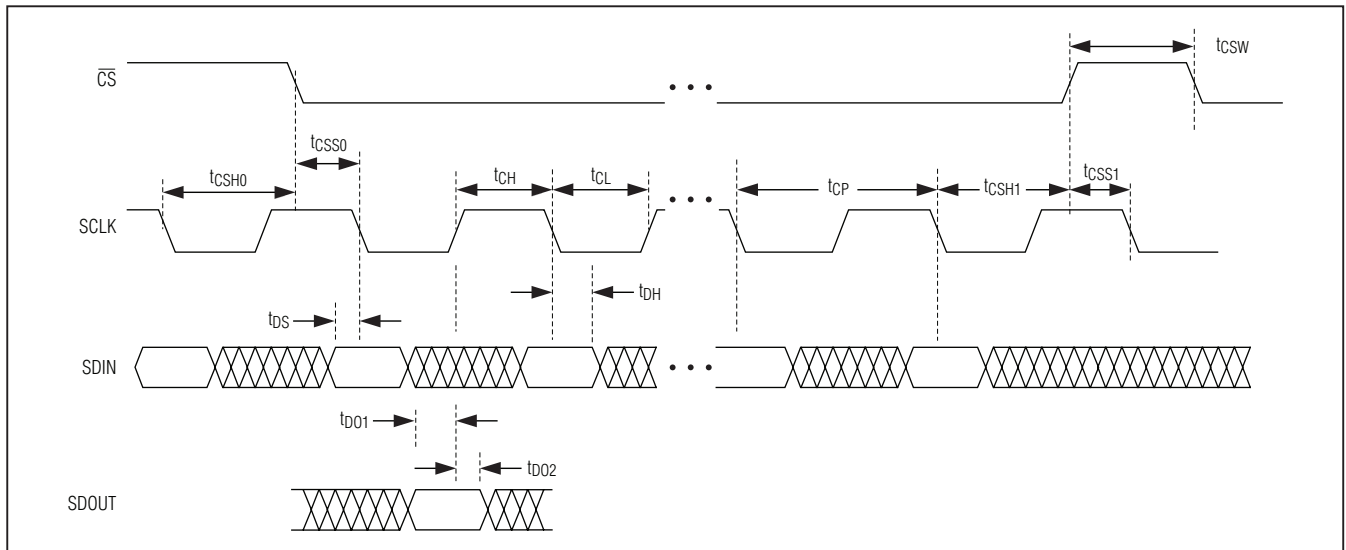 tCSW
CS
• • •
tCSS0
tCSH0
tCH
tCL
tCP
tCSH1
tCSS1
SCLK
• • •
tDH
tDS
SDIN
• • •
tDO1
tDO2
SDOUT